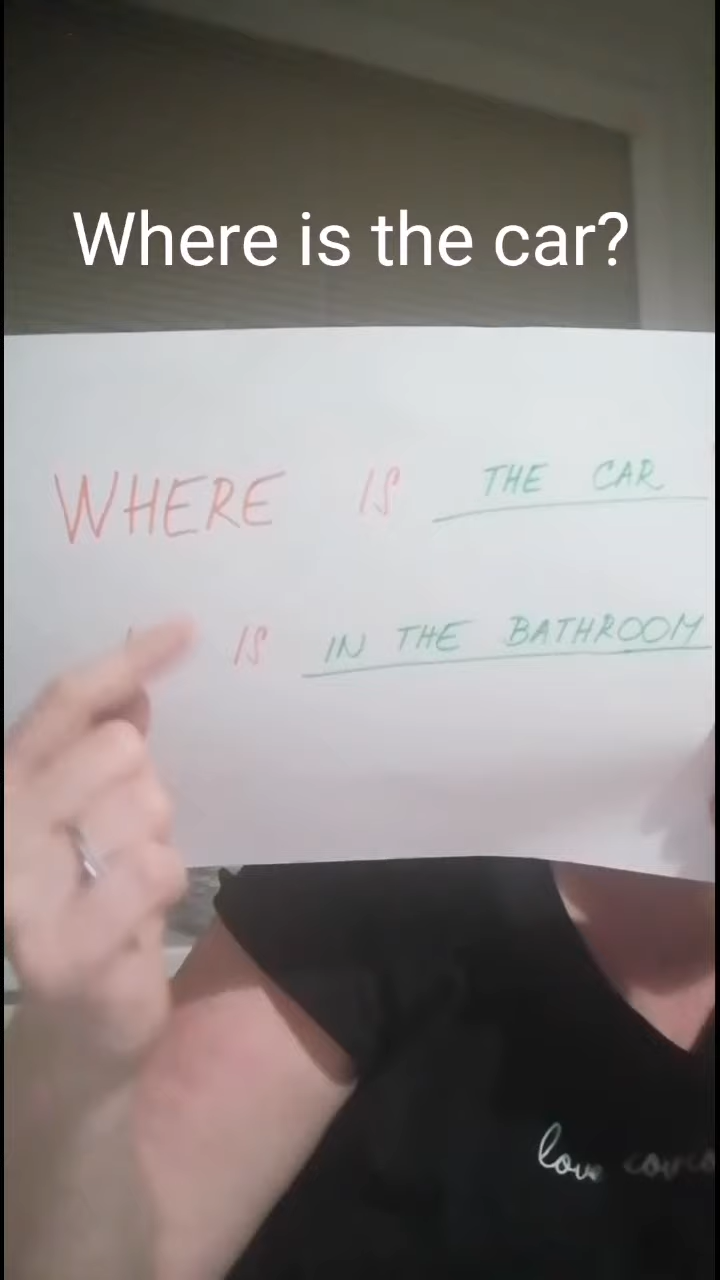 Where is the car?
WHERE IS THE CAR
IS IN THE BATHROOM
love